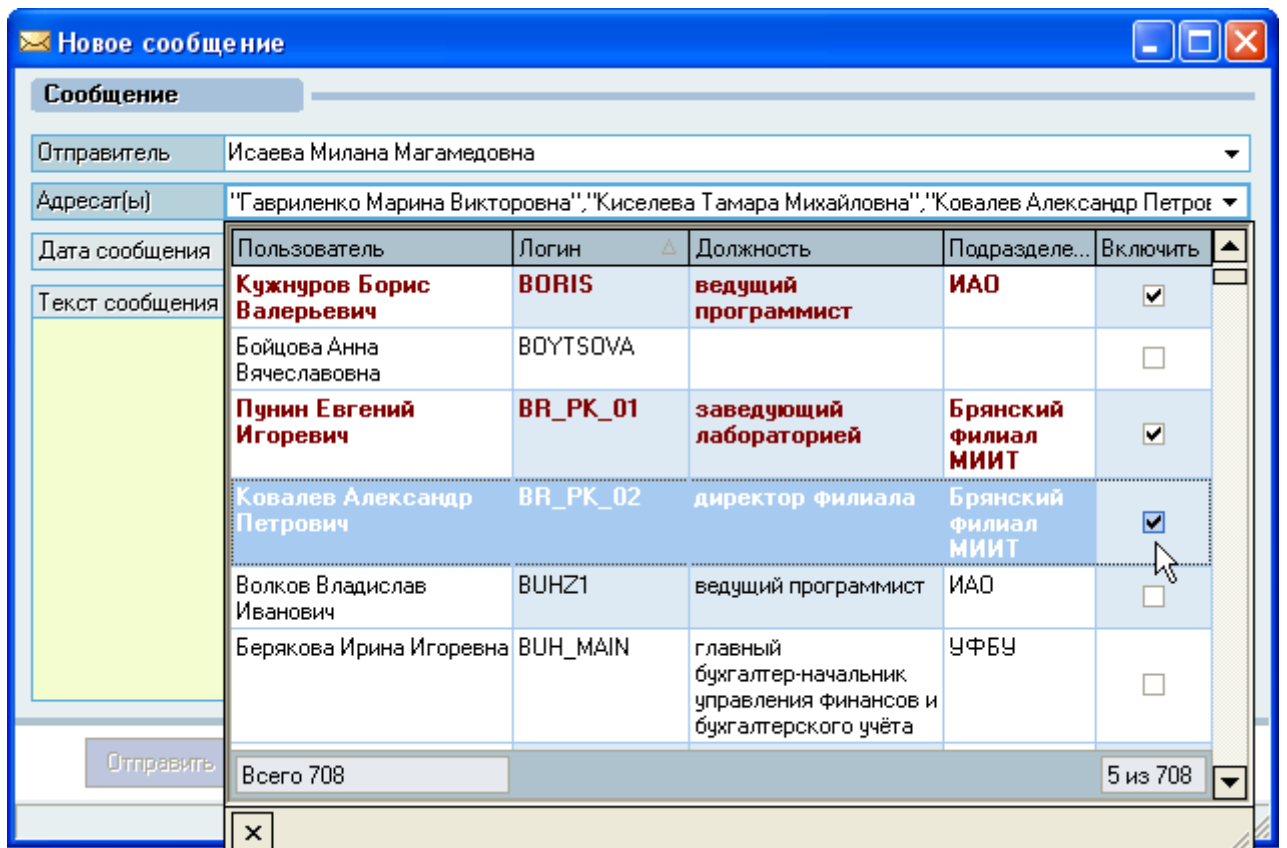 Новое сообщение
Сообщение
Отправитель Исаева Милана Магамедовна
Адресат(ы) "Гавриленко Марина Викторовна","Киселева Тамара Михайловна","Ковалев Александр Петров
Дата сообщения
Текст сообщения
Пользователь Логин Должность Подразделе... Включить
Кужнуров Борис BORIS ведущий ИАО
Валерьевич программист
Бойцова Анна BOYTSOVA
Вячеславовна
Пунин Евгений BR_PK_01 заведующий Брянский
Игоревич лабораторией филиал
МИИТ
Ковалев Александр BR_PK_02 директор филиала Брянский
Петрович филиал
МИИТ
Волков Владислав BUHZ1 ведущий программист ИАО
Иванович
Берякова Ирина Игоревна BUH_MAIN главный УФБУ
бухгалтер-начальник
управления финансов и
бухгалтерского учёта
Отправить
Всего 708 5 из 708